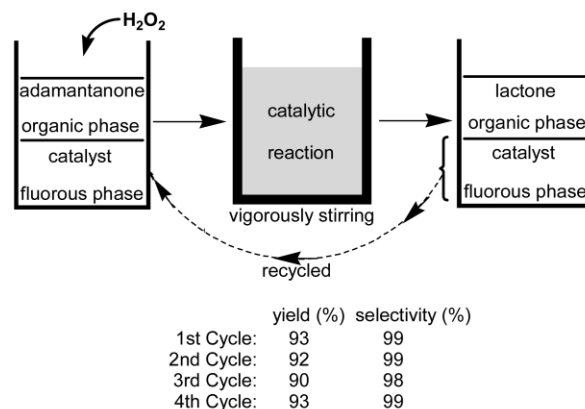 H₂O₂
adamantanone
organic phase
catalyst
fluorous phase
catalytic
reaction
vigorously stirring
lactone
organic phase
catalyst
fluorous phase
recycled
yield (%) selectivity (%)
1st Cycle: 93 99
2nd Cycle: 92 99
3rd Cycle: 90 98
4th Cycle: 93 99